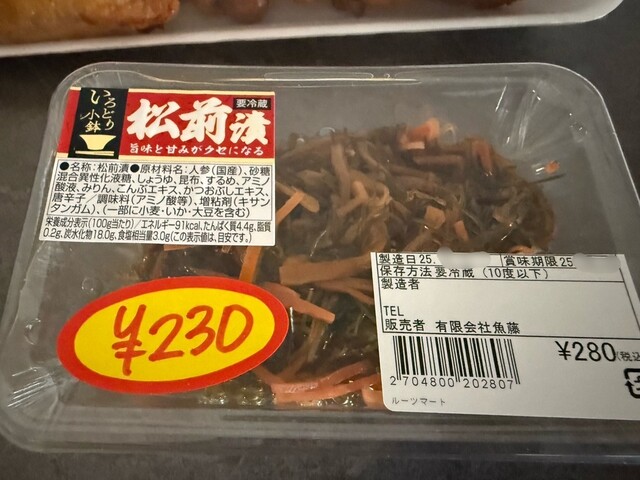 いろどり小鉢
要冷蔵
松前漬
旨味と甘みがクセになる
●名称:松前漬●原材料名:人参(国産)、砂糖
混合異性化液糖、しょうゆ、昆布、するめ、アミノ
酸液、みりん、こんぶエキス、かつおぶしエキス、
唐辛子/調味料(アミノ酸等)、増粘剤(キサン
タンガム)、(一部に小麦・いか・大豆を含む)
栄養成分表示(100g当たり)/エネルギー91kcal、たんぱく質4.4g、脂質
0.2g、炭水化物18.0g、食塩相当量3.0g(この表示値は、目安です。)
¥230
製造日25. 賞味期限25
保存方法要冷蔵 (10度以下)
製造者
TEL
販売者 有限会社魚藤
¥280(税込
2704800202807
ルーツマート